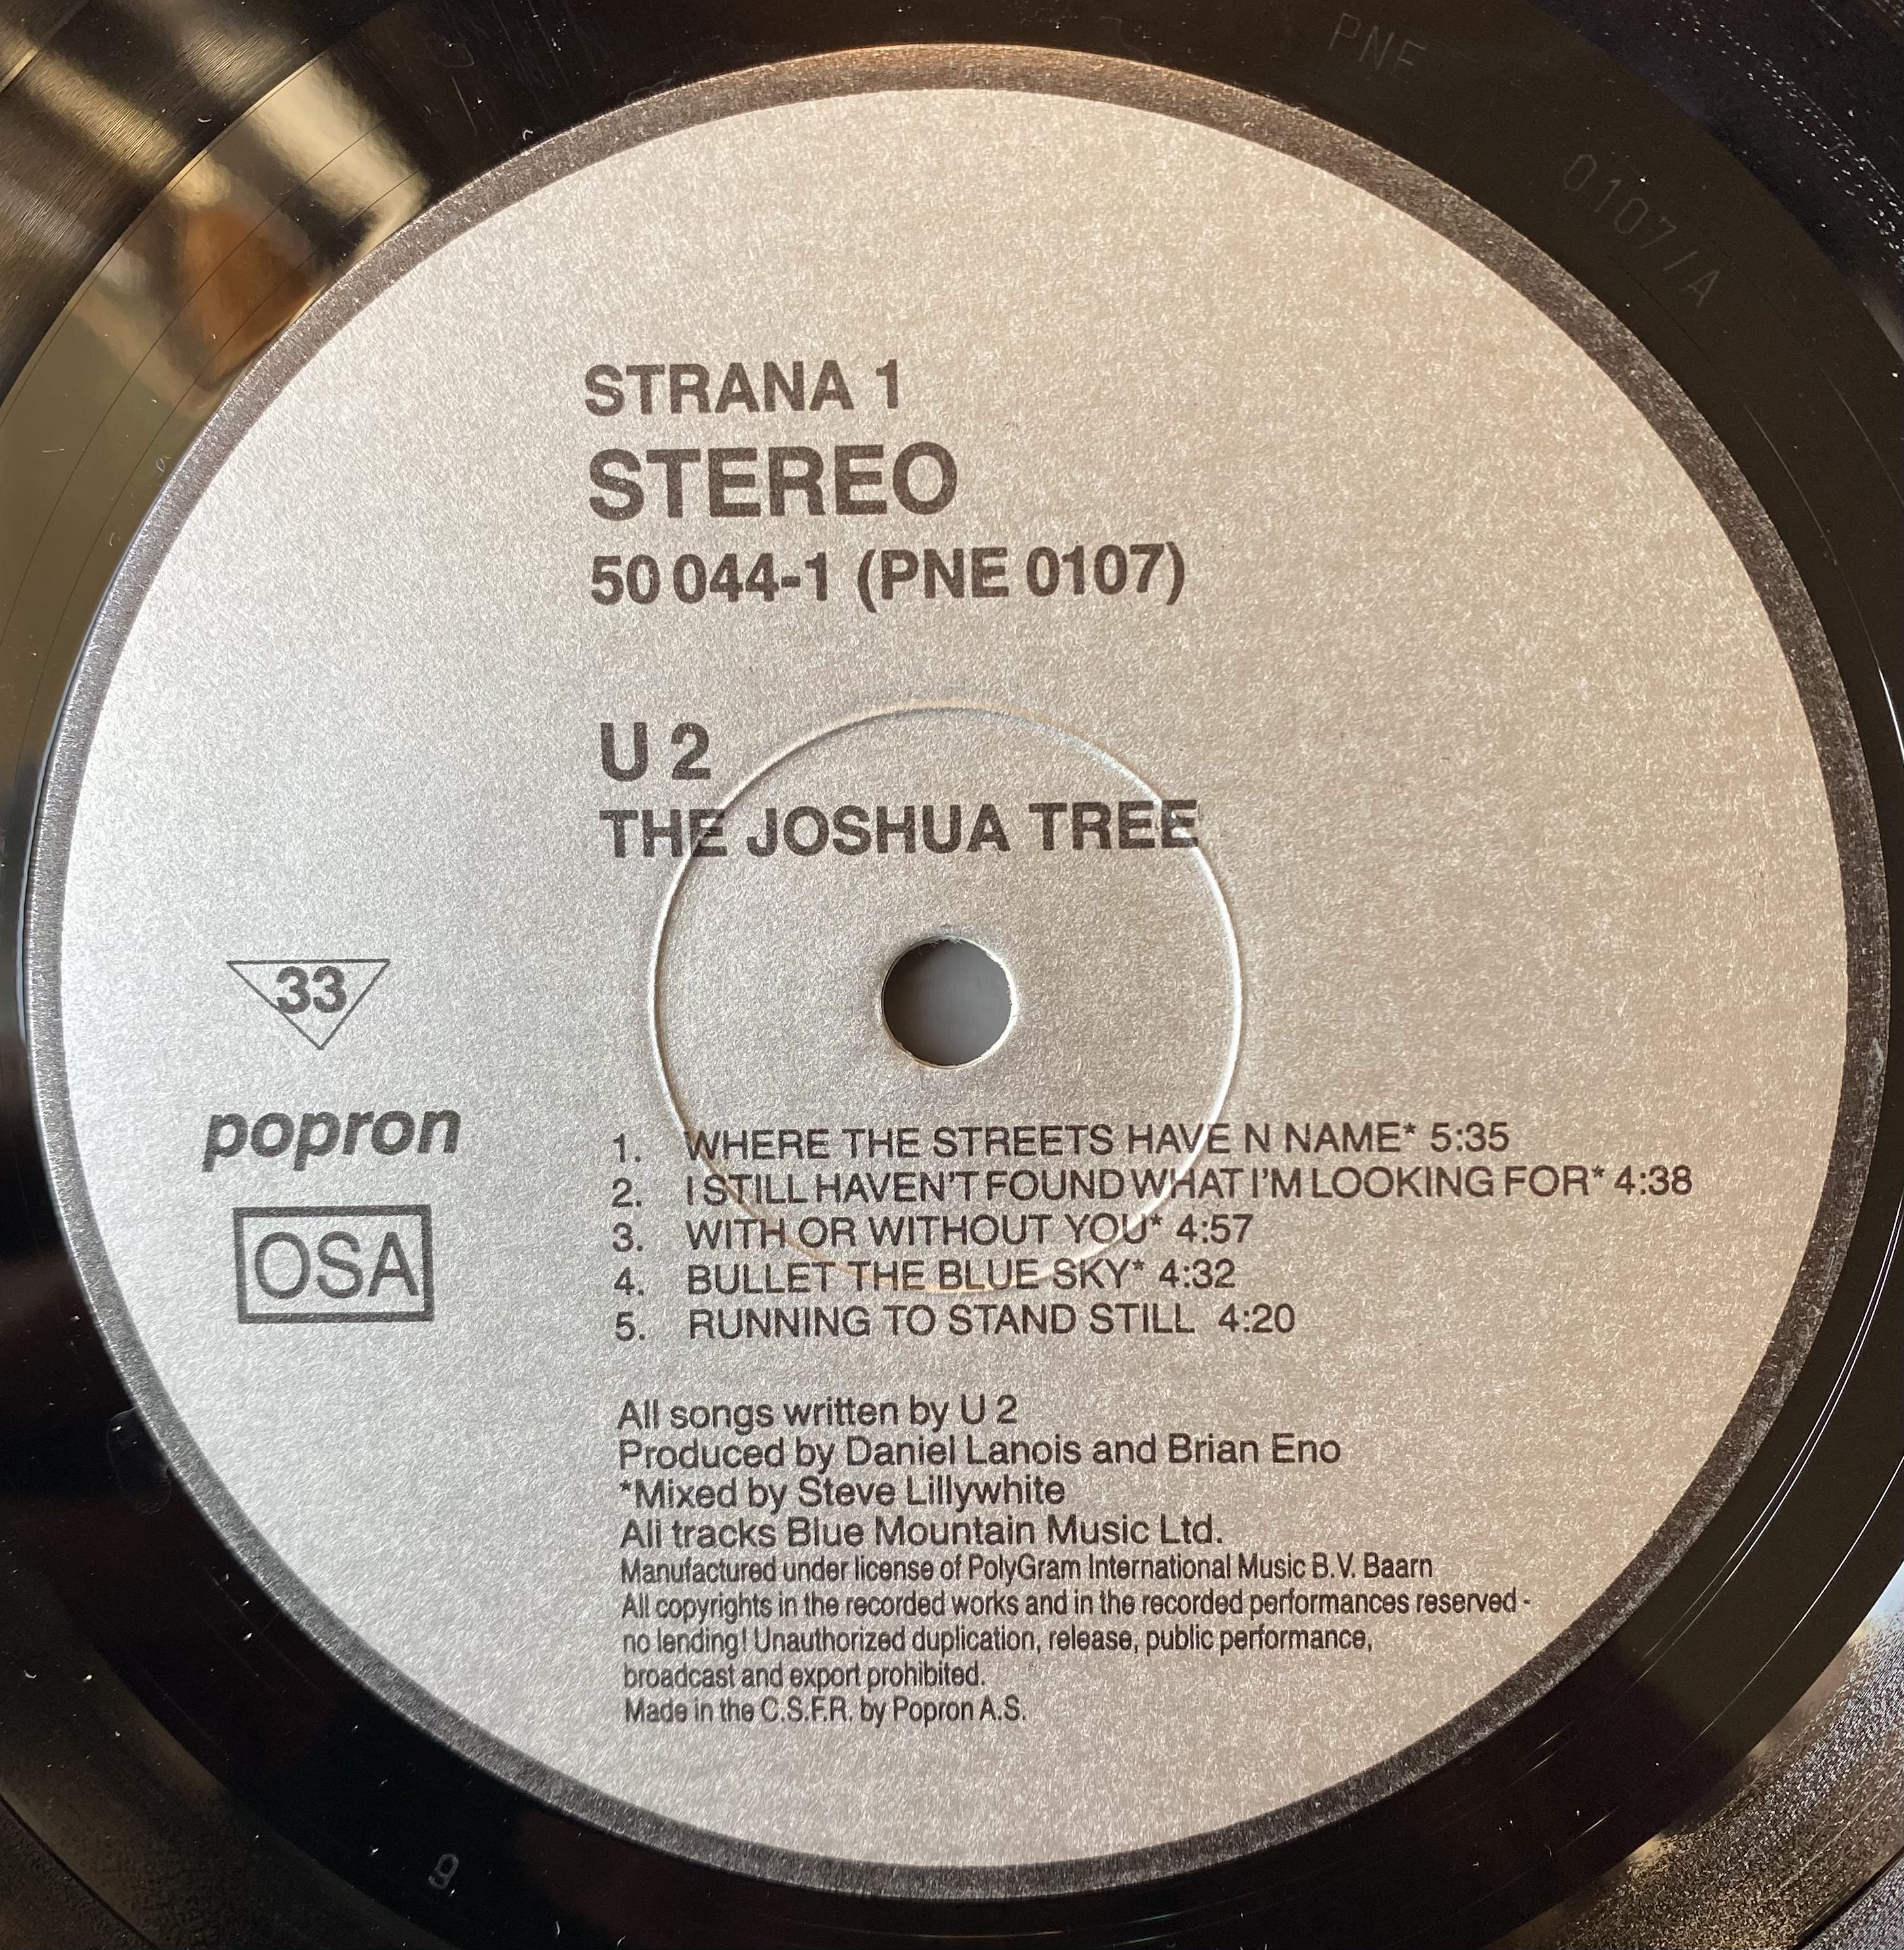 PNE 0107/A
STRANA 1
STEREO
50 044-1 (PNE 0107)
U 2
THE JOSHUA TREE
33
popron
OSA
1. WHERE THE STREETS HAVE N NAME* 5:35
2. I STILL HAVEN'T FOUND WHAT I'M LOOKING FOR* 4:38
3. WITH OR WITHOUT YOU* 4:57
4. BULLET THE BLUE SKY* 4:32
5. RUNNING TO STAND STILL 4:20
All songs written by U 2
Produced by Daniel Lanois and Brian Eno
*Mixed by Steve Lillywhite
All tracks Blue Mountain Music Ltd.
Manufactured under license of PolyGram International Music B.V. Baarn
All copyrights in the recorded works and in the recorded performances reserved -
no lending! Unauthorized duplication, release, public performance,
broadcast and export prohibited.
Made in the C.S.F.R. by Popron A.S.
9